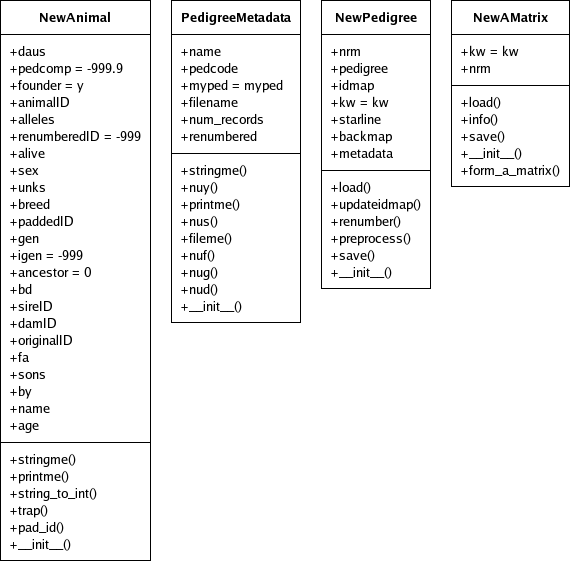 NewAnimal
+daus
+pedcomp = -999.9
+founder = y
+animalID
+alleles
+renumberedID = -999
+alive
+sex
+unks
+breed
+paddedID
+gen
+igen = -999
+ancestor = 0
+bd
+sireID
+damID
+originalID
+fa
+sons
+by
+name
+age
+stringme()
+printme()
+string_to_int()
+trap()
+pad_id()
+__init__()
PedigreeMetadata
+name
+pedcode
+myped = myped
+filename
+num_records
+renumbered
+stringme()
+nuy()
+printme()
+nus()
+fileme()
+nuf()
+nug()
+nud()
+__init__()
NewPedigree
+nrm
+pedigree
+idmap
+kw = kw
+starline
+backmap
+metadata
+load()
+updateidmap()
+renumber()
+preprocess()
+save()
+__init__()
NewAMatrix
+kw = kw
+nrm
+load()
+info()
+save()
+__init__()
+form_a_matrix()